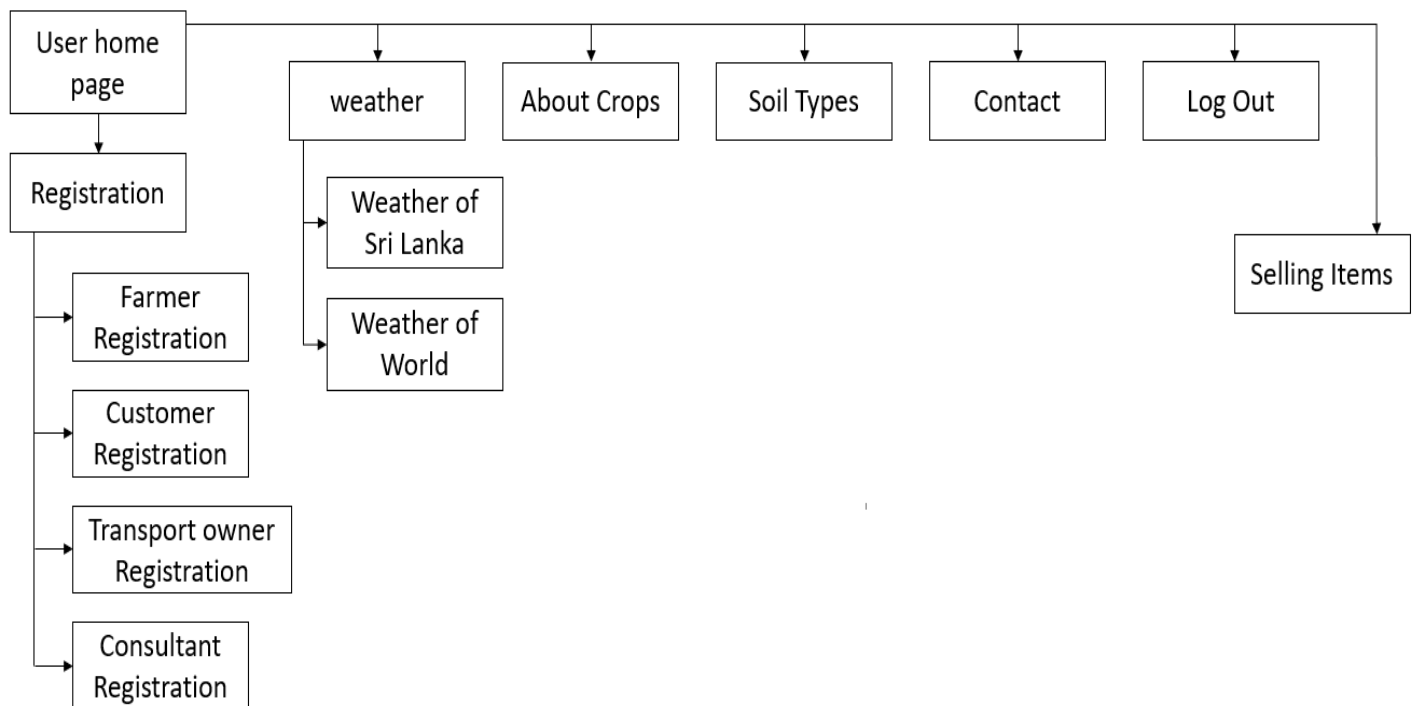 User home
page
weather
About Crops
Soil Types
Contact
Log Out
Registration
Weather of
Sri Lanka
Selling Items
Farmer
Registration
Weather of
World
Customer
Registration
Transport owner
Registration
Consultant
Registration